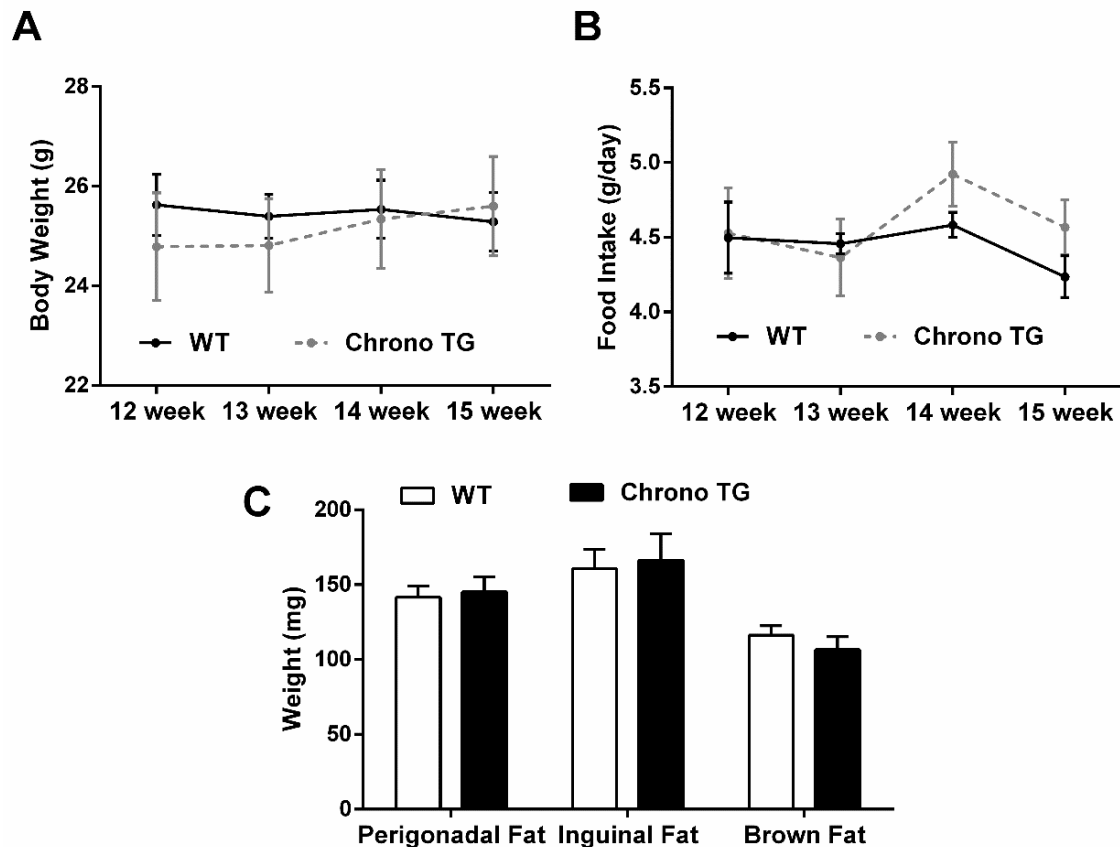 A
Body Weight (g)
28
26
24
22
WT
Chrono TG
12 week
13 week
14 week
15 week
B
Food Intake (g/day)
5.5
5.0
4.5
4.0
3.5
WT
Chrono TG
12 week
13 week
14 week
15 week
C
WT
Chrono TG
Weight (mg)
200
150
100
50
0
Perigonadal Fat
Inguinal Fat
Brown Fat